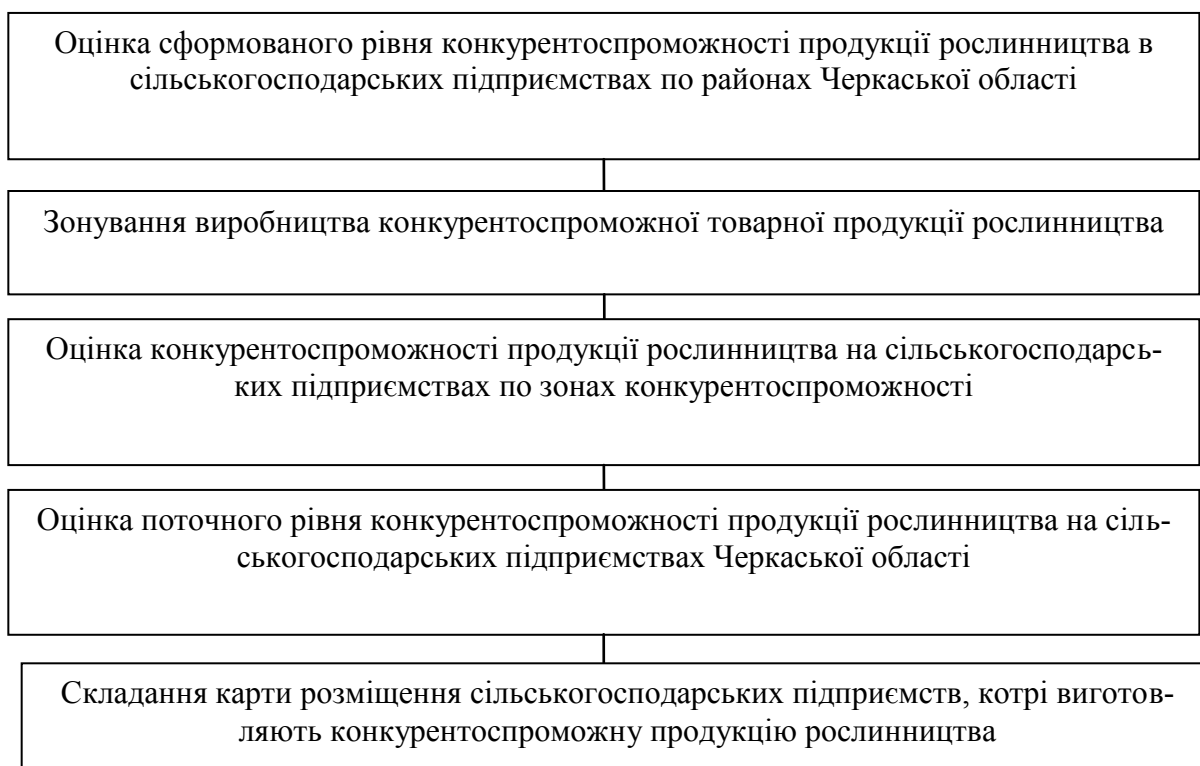 Оцінка сформованого рівня конкурентоспроможності продукції рослинництва в
сільськогосподарських підприємствах по районах Черкаської області
Зонування виробництва конкурентоспроможної товарної продукції рослинництва
Оцінка конкурентоспроможності продукції рослинництва на сільськогосподарсь-
ких підприємствах по зонах конкурентоспроможності
Оцінка поточного рівня конкурентоспроможності продукції рослинництва на сіль-
ськогосподарських підприємствах Черкаської області
Складання карти розміщення сільськогосподарських підприємств, котрі виготов-
ляють конкурентоспроможну продукцію рослинництва